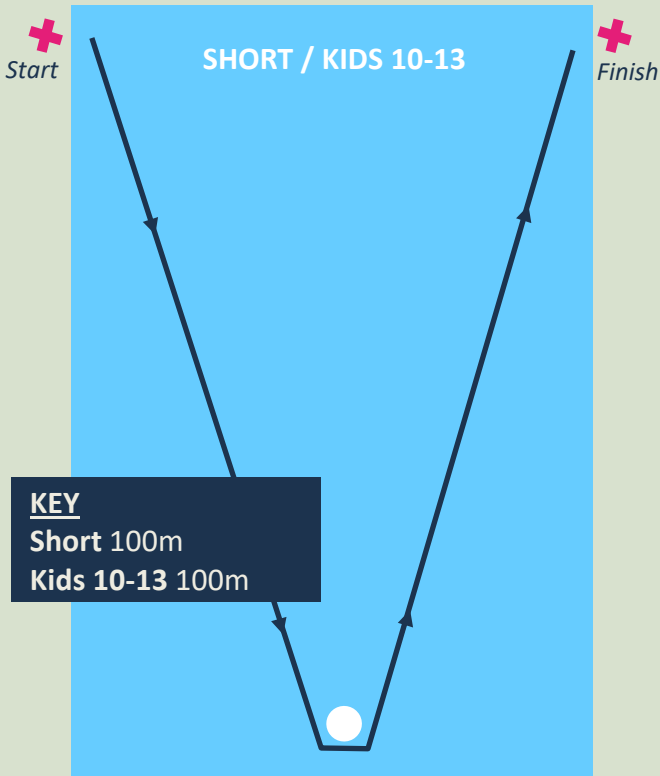 SHORT / KIDS 10-13
Start
Finish
KEY
Short 100m
Kids 10-13 100m